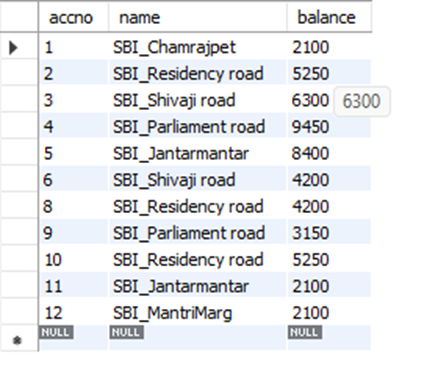 accno name balance
1 SBI_Chamrajpet 2100
2 SBI_Residency road 5250
3 SBI_Shivaji road 6300 6300
4 SBI_Parliament road 9450
5 SBI_Jantarmantar 8400
6 SBI_Shivaji road 4200
8 SBI_Residency road 4200
9 SBI_Parliament road 3150
10 SBI_Residency road 5250
11 SBI_Jantarmantar 2100
12 SBI_MantriMarg 2100
NULL NULL NULL